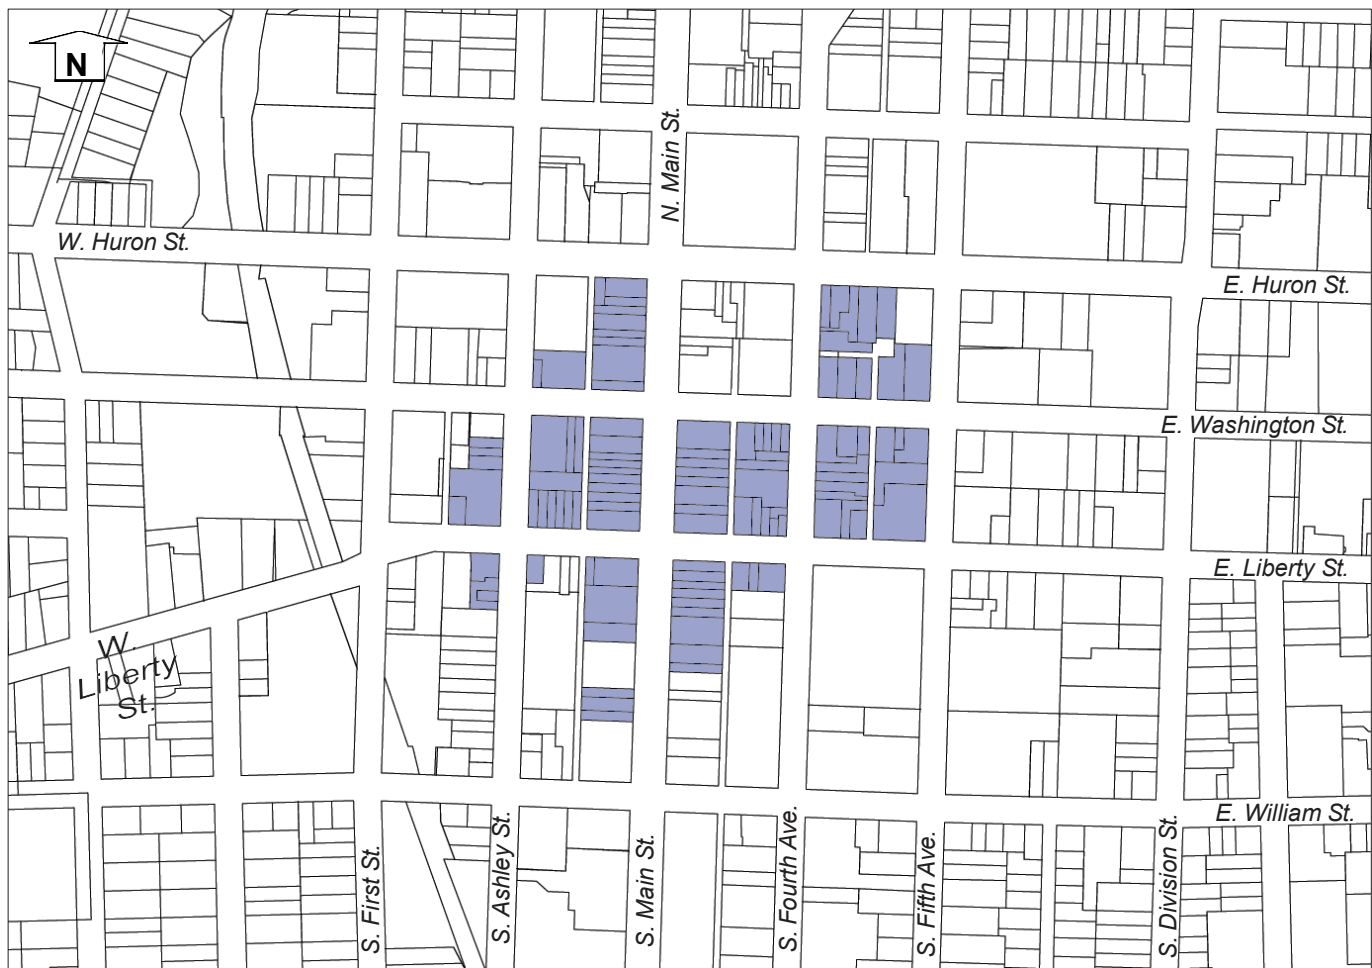 N
N. Main St.
W. Huron St.
E. Huron St.
E. Washington St.
E. Liberty St.
W.
Liberty
St.
E. William St.
S. First St.
S. Ashley St.
S. Main St.
S. Fourth Ave.
S. Fifth Ave.
S. Division St.